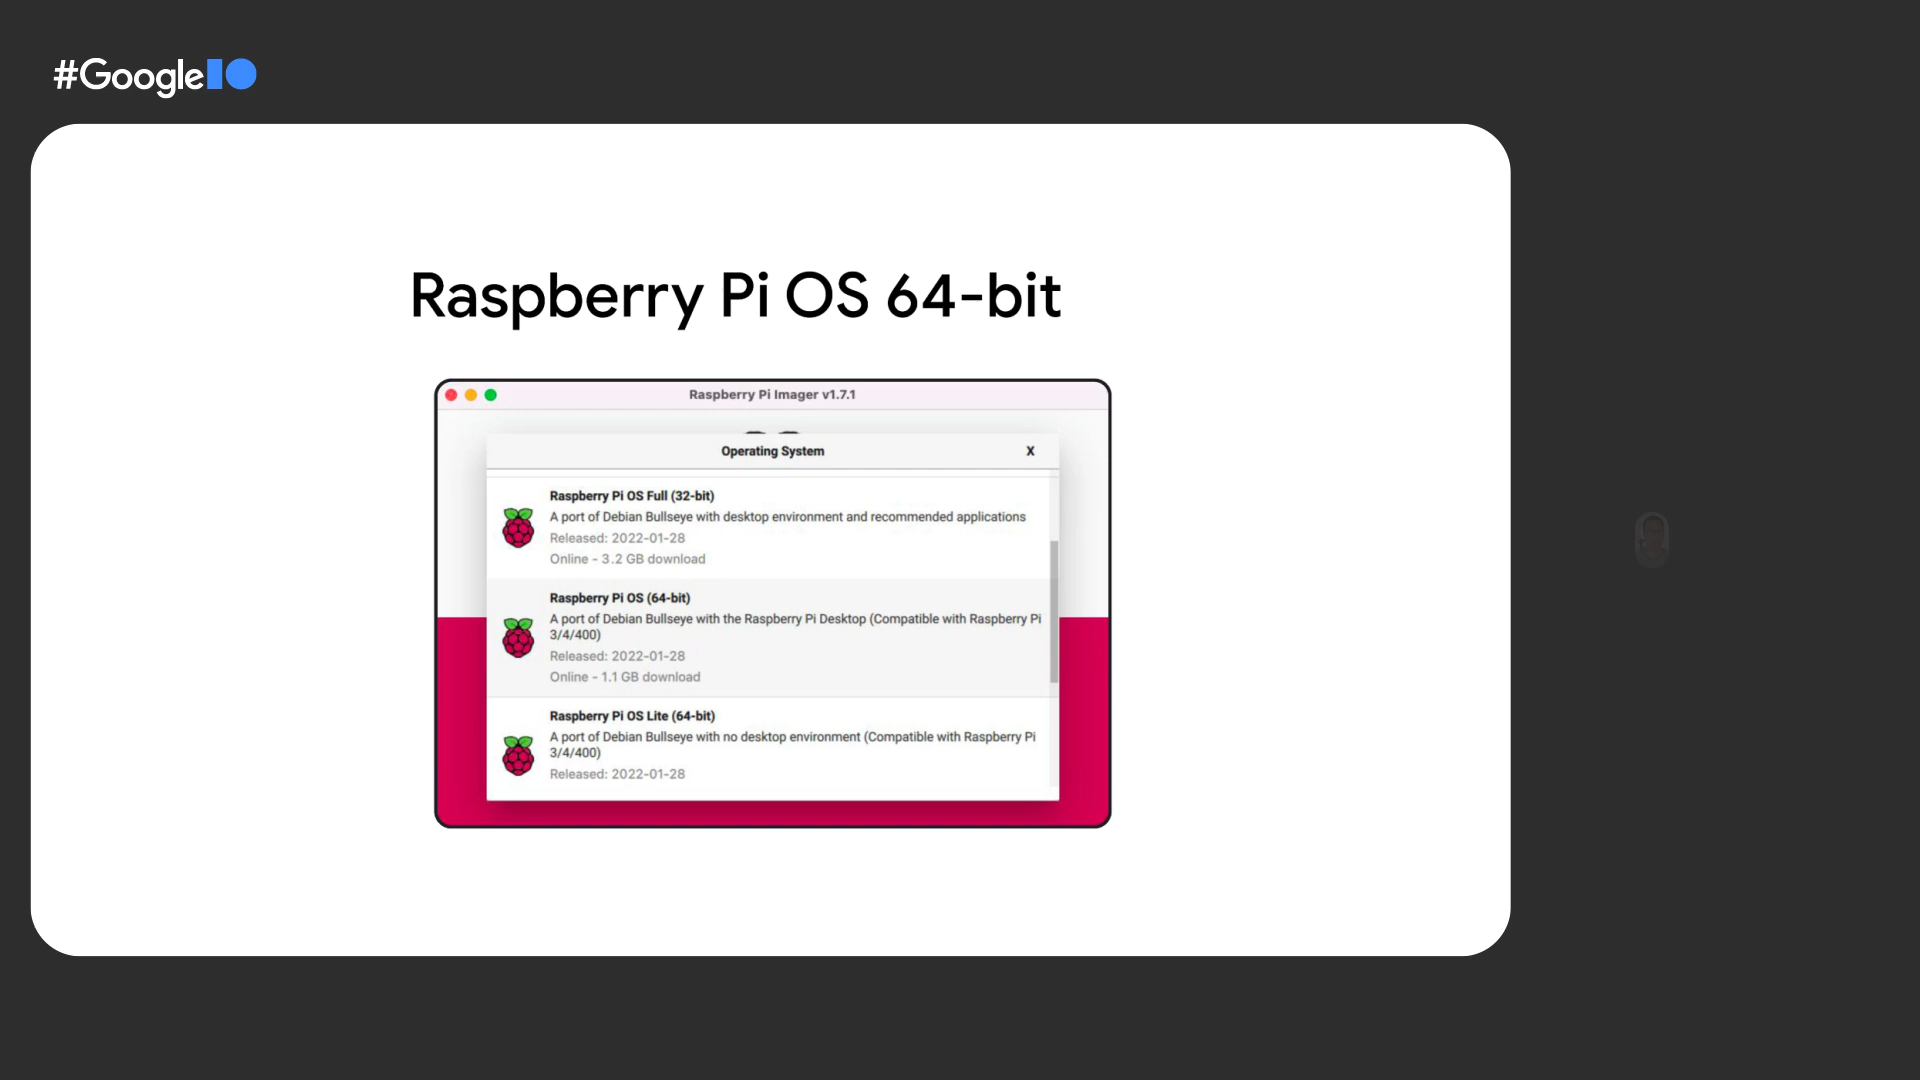 #GoogleIO
Raspberry Pi OS 64-bit
Raspberry Pi Imager v1.7.1
Operating System
X
Raspberry Pi OS Full (32-bit)
A port of Debian Bullseye with desktop environment and recommended applications
Released: 2022-01-28
Online - 3.2 GB download
Raspberry Pi OS (64-bit)
A port of Debian Bullseye with the Raspberry Pi Desktop (Compatible with Raspberry Pi
3/4/400)
Released: 2022-01-28
Online - 1.1 GB download
Raspberry Pi OS Lite (64-bit)
A port of Debian Bullseye with no desktop environment (Compatible with Raspberry Pi
3/4/400)
Released: 2022-01-28